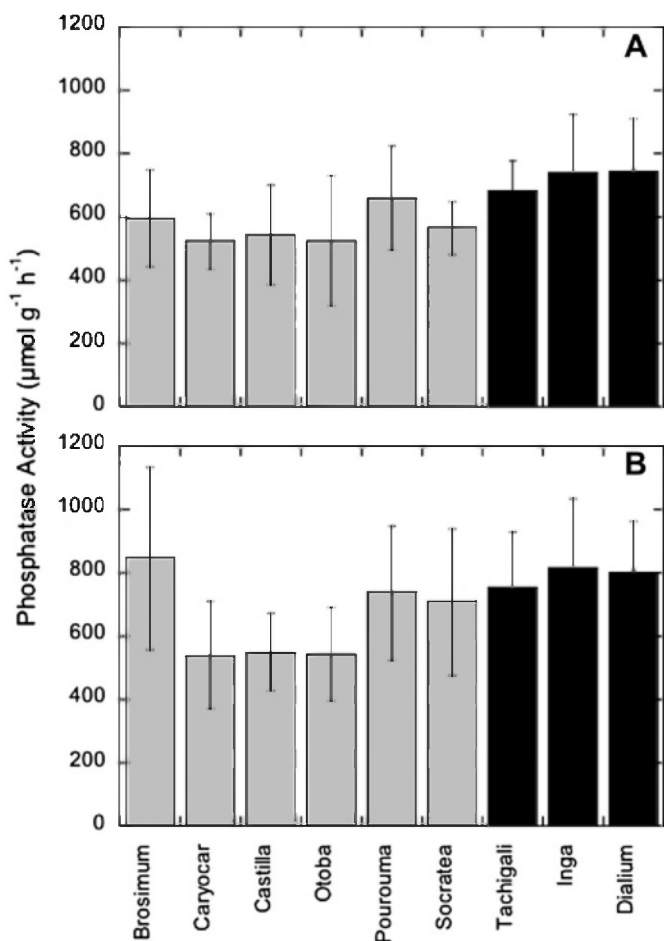 Phosphatase Activity (µmol g⁻¹ h⁻¹)
A
1200
1000
800
600
400
200
0
B
1200
1000
800
600
400
200
0
Brosimum
Caryocar
Castilla
Otoba
Pourouma
Socratea
Tachigali
Inga
Dialium